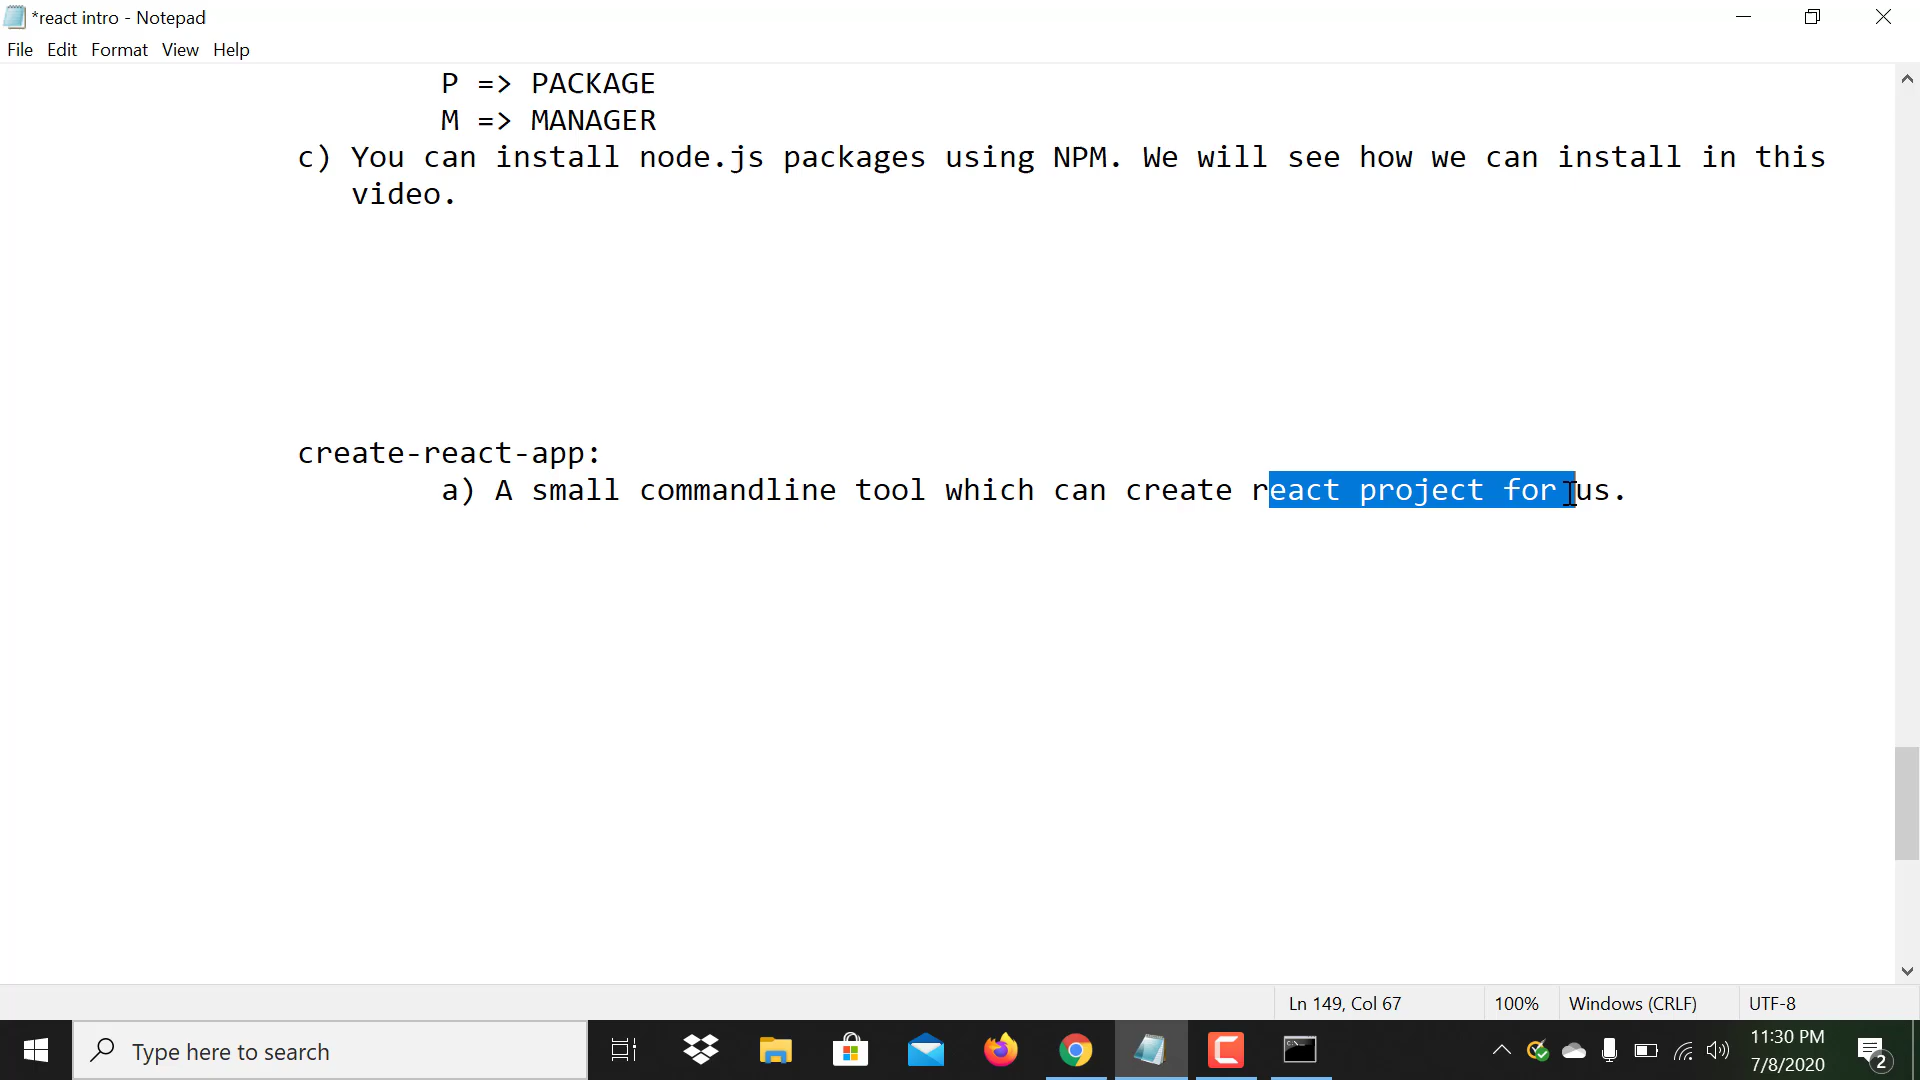 *react intro - Notepad
File Edit Format View Help
P => PACKAGE
M => MANAGER
c) You can install node.js packages using NPM. We will see how we can install in this
video.
create-react-app:
a) A small commandline tool which can create react project for us.
Ln 149, Col 67 100% Windows (CRLF) UTF-8
Type here to search
11:30 PM
7/8/2020
2